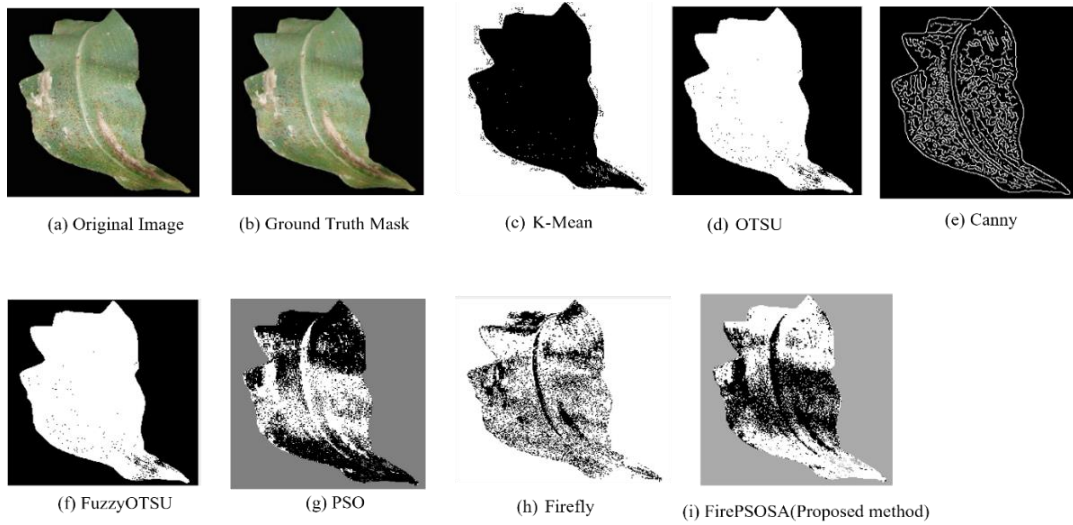 (a) Original Image
(b) Ground Truth Mask
(c) K-Mean
(d) OTSU
(e) Canny
(f) FuzzyOTSU
(g) PSO
(h) Firefly
(i) FirePSOSA(Proposed method)